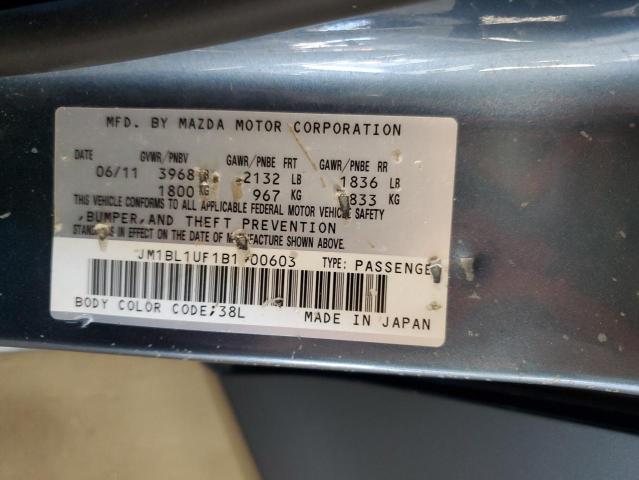 MFD. BY MAZDA MOTOR CORPORATION
DATE GVWR/PNBV GAWR/PNBE FRT GAWR/PNBE RR
06/11 3968 LB 2132 LB 1836 LB
1800 KG 967 KG 833 KG
THIS VEHICLE CONFORMS TO ALL APPLICABLE FEDERAL MOTOR VEHICLE SAFETY
,BUMPER,AND THEFT PREVENTION
STANDARDS IN EFFECT ON THE DATE OF MANUFACTURE SHOWN ABOVE.
TYPE: PASSENGER
BODY COLOR CODE;38L MADE IN JAPAN